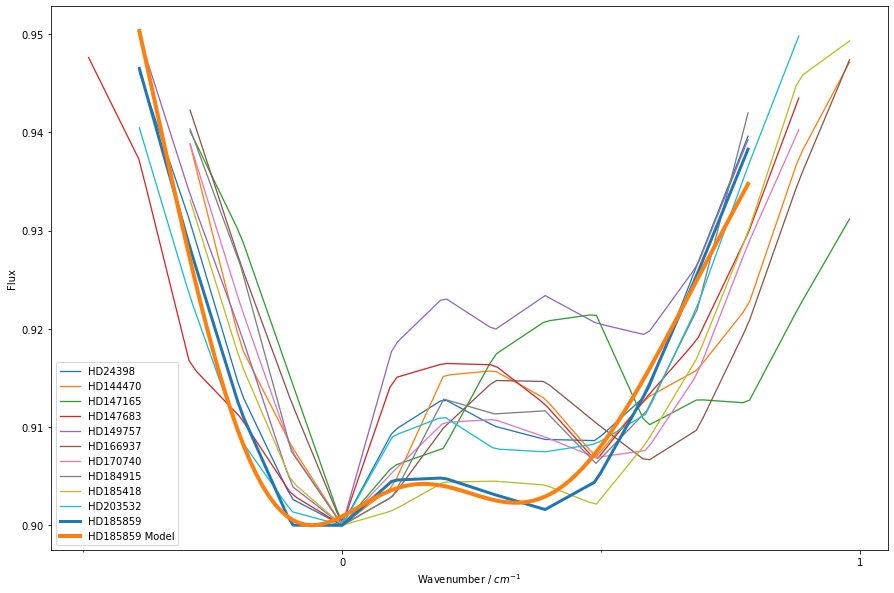 0.95
0.94
0.93
0.92
0.91
0.90
Flux
HD24398
HD144470
HD147165
HD147683
HD149757
HD166937
HD170740
HD184915
HD185418
HD203532
HD185859
HD185859 Model
0
1
Wavenumber / cm⁻¹